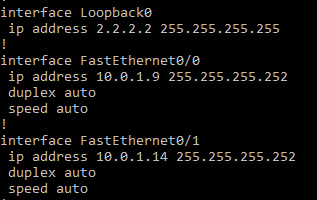 interface Loopback0
 ip address 2.2.2.2 255.255.255.255
!
interface FastEthernet0/0
 ip address 10.0.1.9 255.255.255.252
 duplex auto
 speed auto
!
interface FastEthernet0/1
 ip address 10.0.1.14 255.255.255.252
 duplex auto
 speed auto